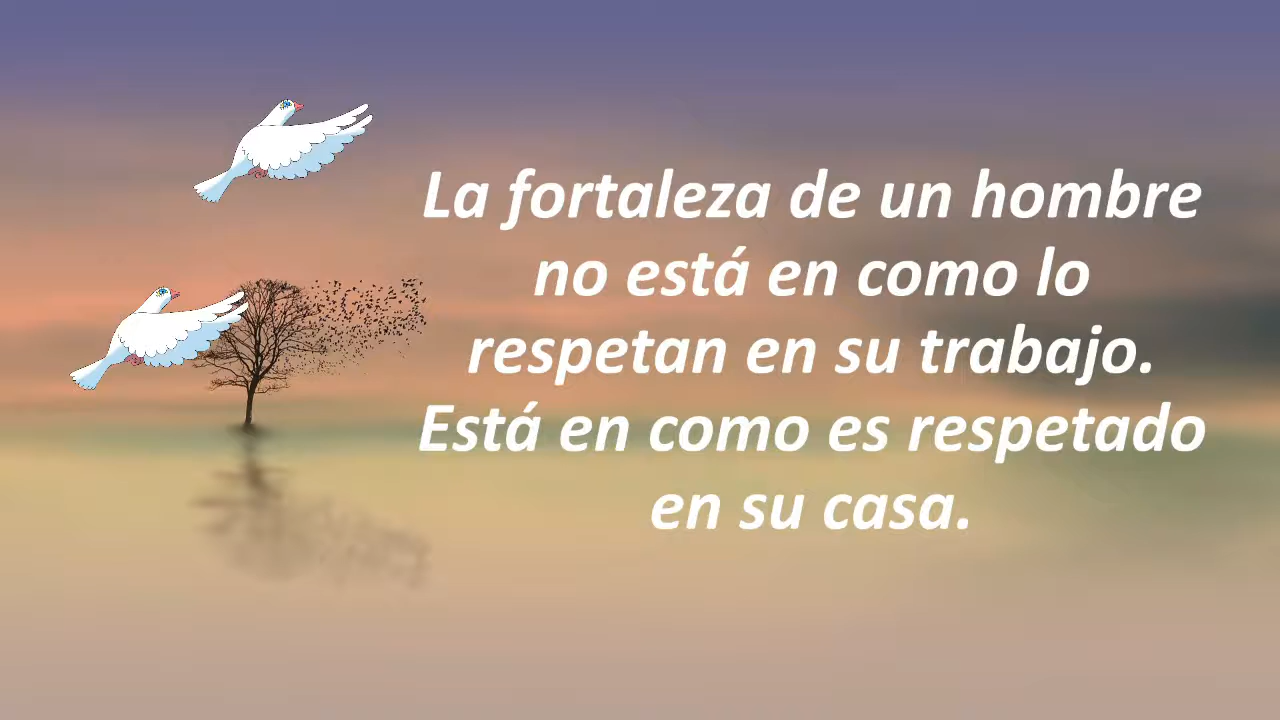 La fortaleza de un hombre
no está en como lo
respetan en su trabajo.
Está en como es respetado
en su casa.